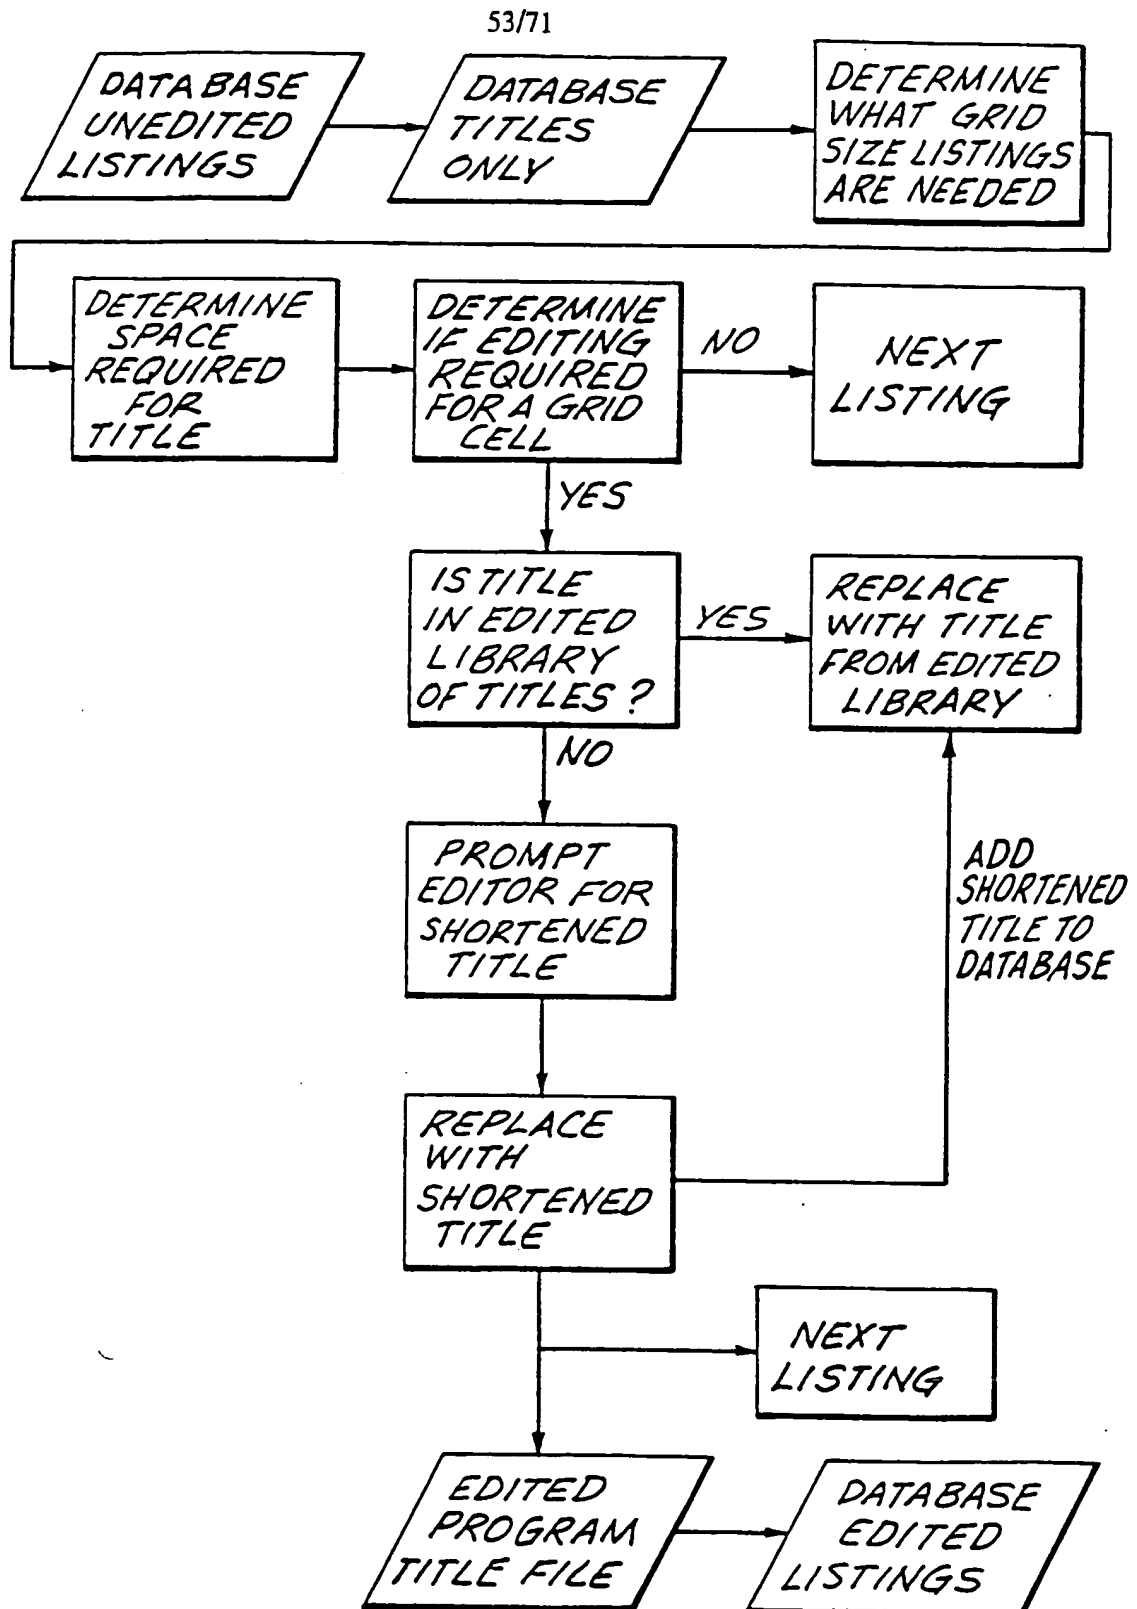 53/71
DATABASE
UNEDITED
LISTINGS
DATABASE
TITLES
ONLY
DETERMINE
WHAT GRID
SIZE LISTINGS
ARE NEEDED
DETERMINE
SPACE
REQUIRED
FOR
TITLE
DETERMINE
IF EDITING
REQUIRED
FOR A GRID
CELL
NO
NEXT
LISTING
YES
IS TITLE
IN EDITED
LIBRARY
OF TITLES?
YES
REPLACE
WITH TITLE
FROM EDITED
LIBRARY
NO
PROMPT
EDITOR FOR
SHORTENED
TITLE
ADD
SHORTENED
TITLE TO
DATABASE
REPLACE
WITH
SHORTENED
TITLE
NEXT
LISTING
EDITED
PROGRAM
TITLE FILE
DATABASE
EDITED
LISTINGS